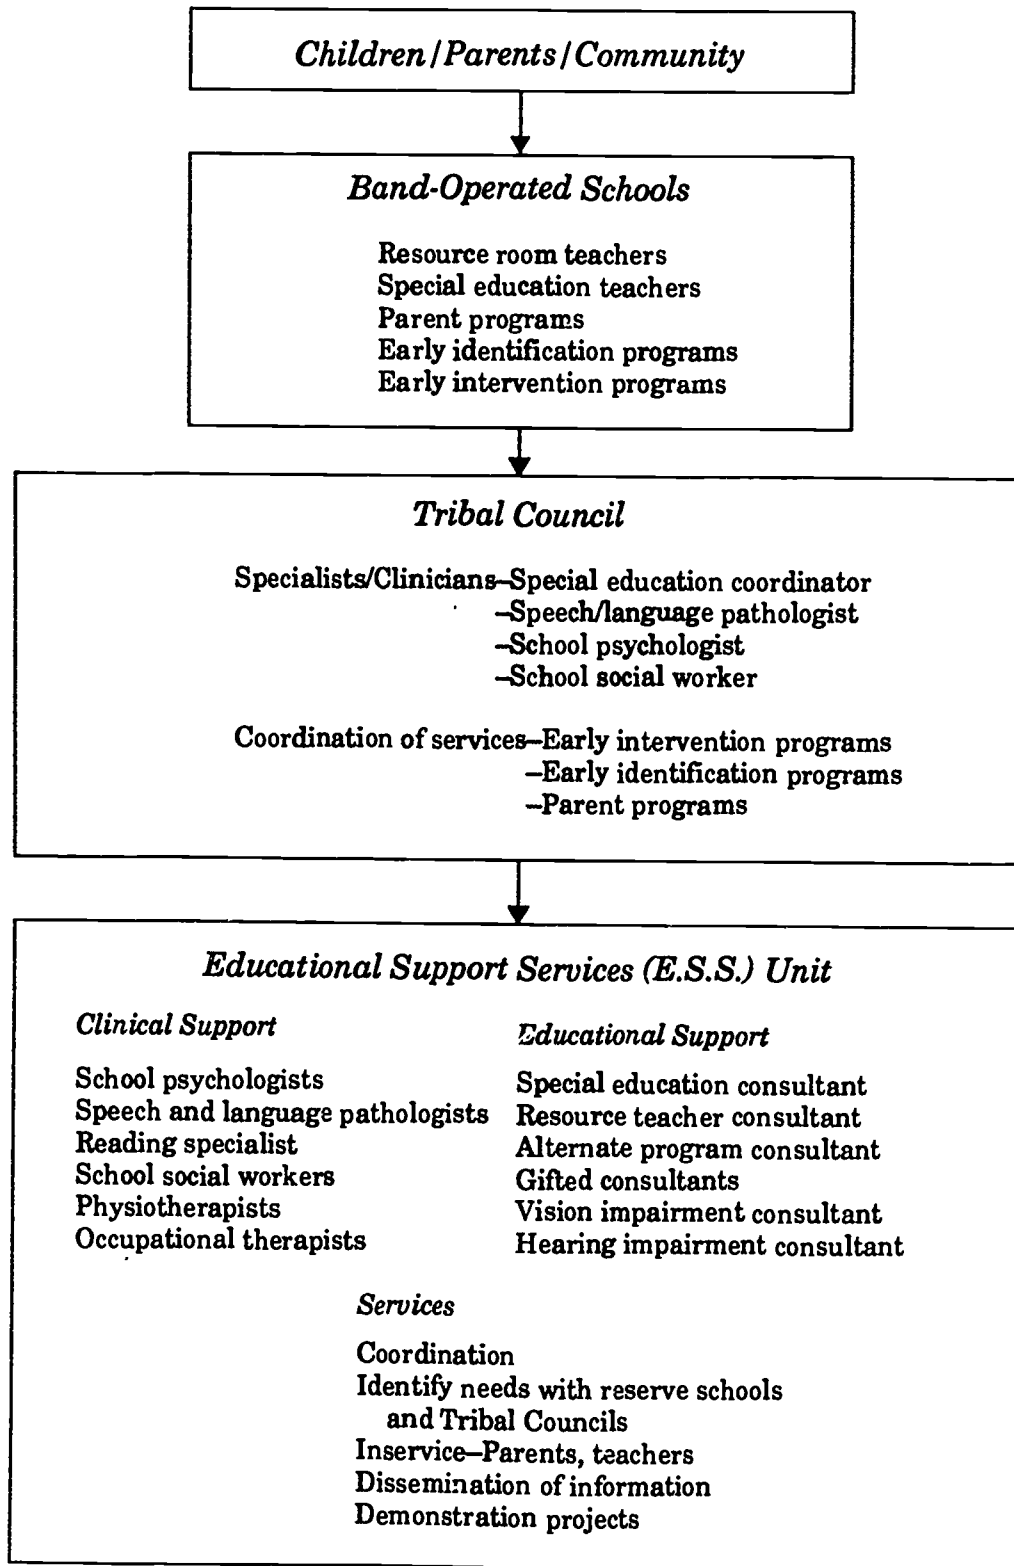 Children/Parents/Community
Band-Operated Schools
Resource room teachers
Special education teachers
Parent programs
Early identification programs
Early intervention programs
Tribal Council
Specialists/Clinicians–Special education coordinator
–Speech/language pathologist
–School psychologist
–School social worker
Coordination of services–Early intervention programs
–Early identification programs
–Parent programs
Educational Support Services (E.S.S.) Unit
Clinical Support
School psychologists
Speech and language pathologists
Reading specialist
School social workers
Physiotherapists
Occupational therapists
Educational Support
Special education consultant
Resource teacher consultant
Alternate program consultant
Gifted consultants
Vision impairment consultant
Hearing impairment consultant
Services
Coordination
Identify needs with reserve schools
and Tribal Councils
Inservice–Parents, teachers
Dissemination of information
Demonstration projects